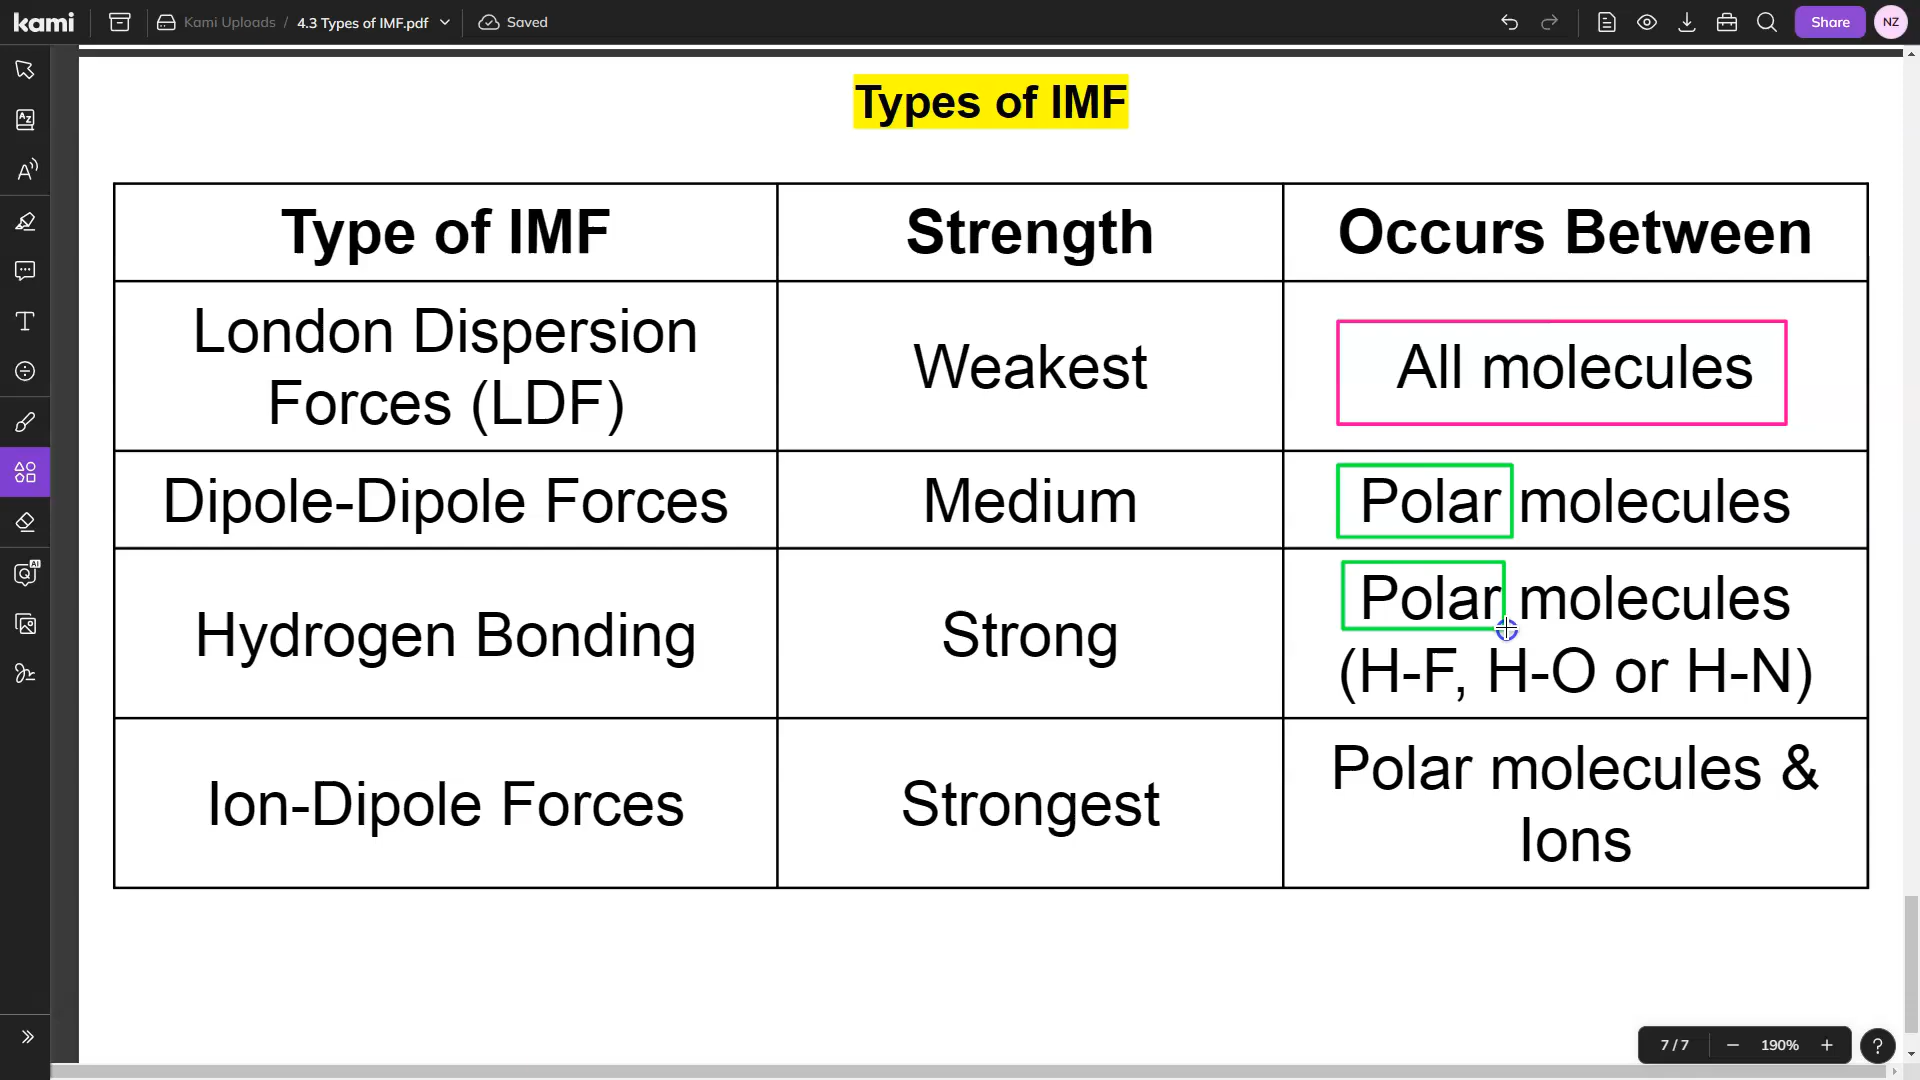 kami
Kami Uploads / 4.3 Types of IMF.pdf
Saved
Share
NZ
Types of IMF
Type of IMF
Strength
Occurs Between
London Dispersion
Forces (LDF)
Weakest
All molecules
Dipole-Dipole Forces
Medium
Polar molecules
Hydrogen Bonding
Strong
Polar molecules
(H-F, H-O or H-N)
Ion-Dipole Forces
Strongest
Polar molecules &
Ions
7 / 7
190%